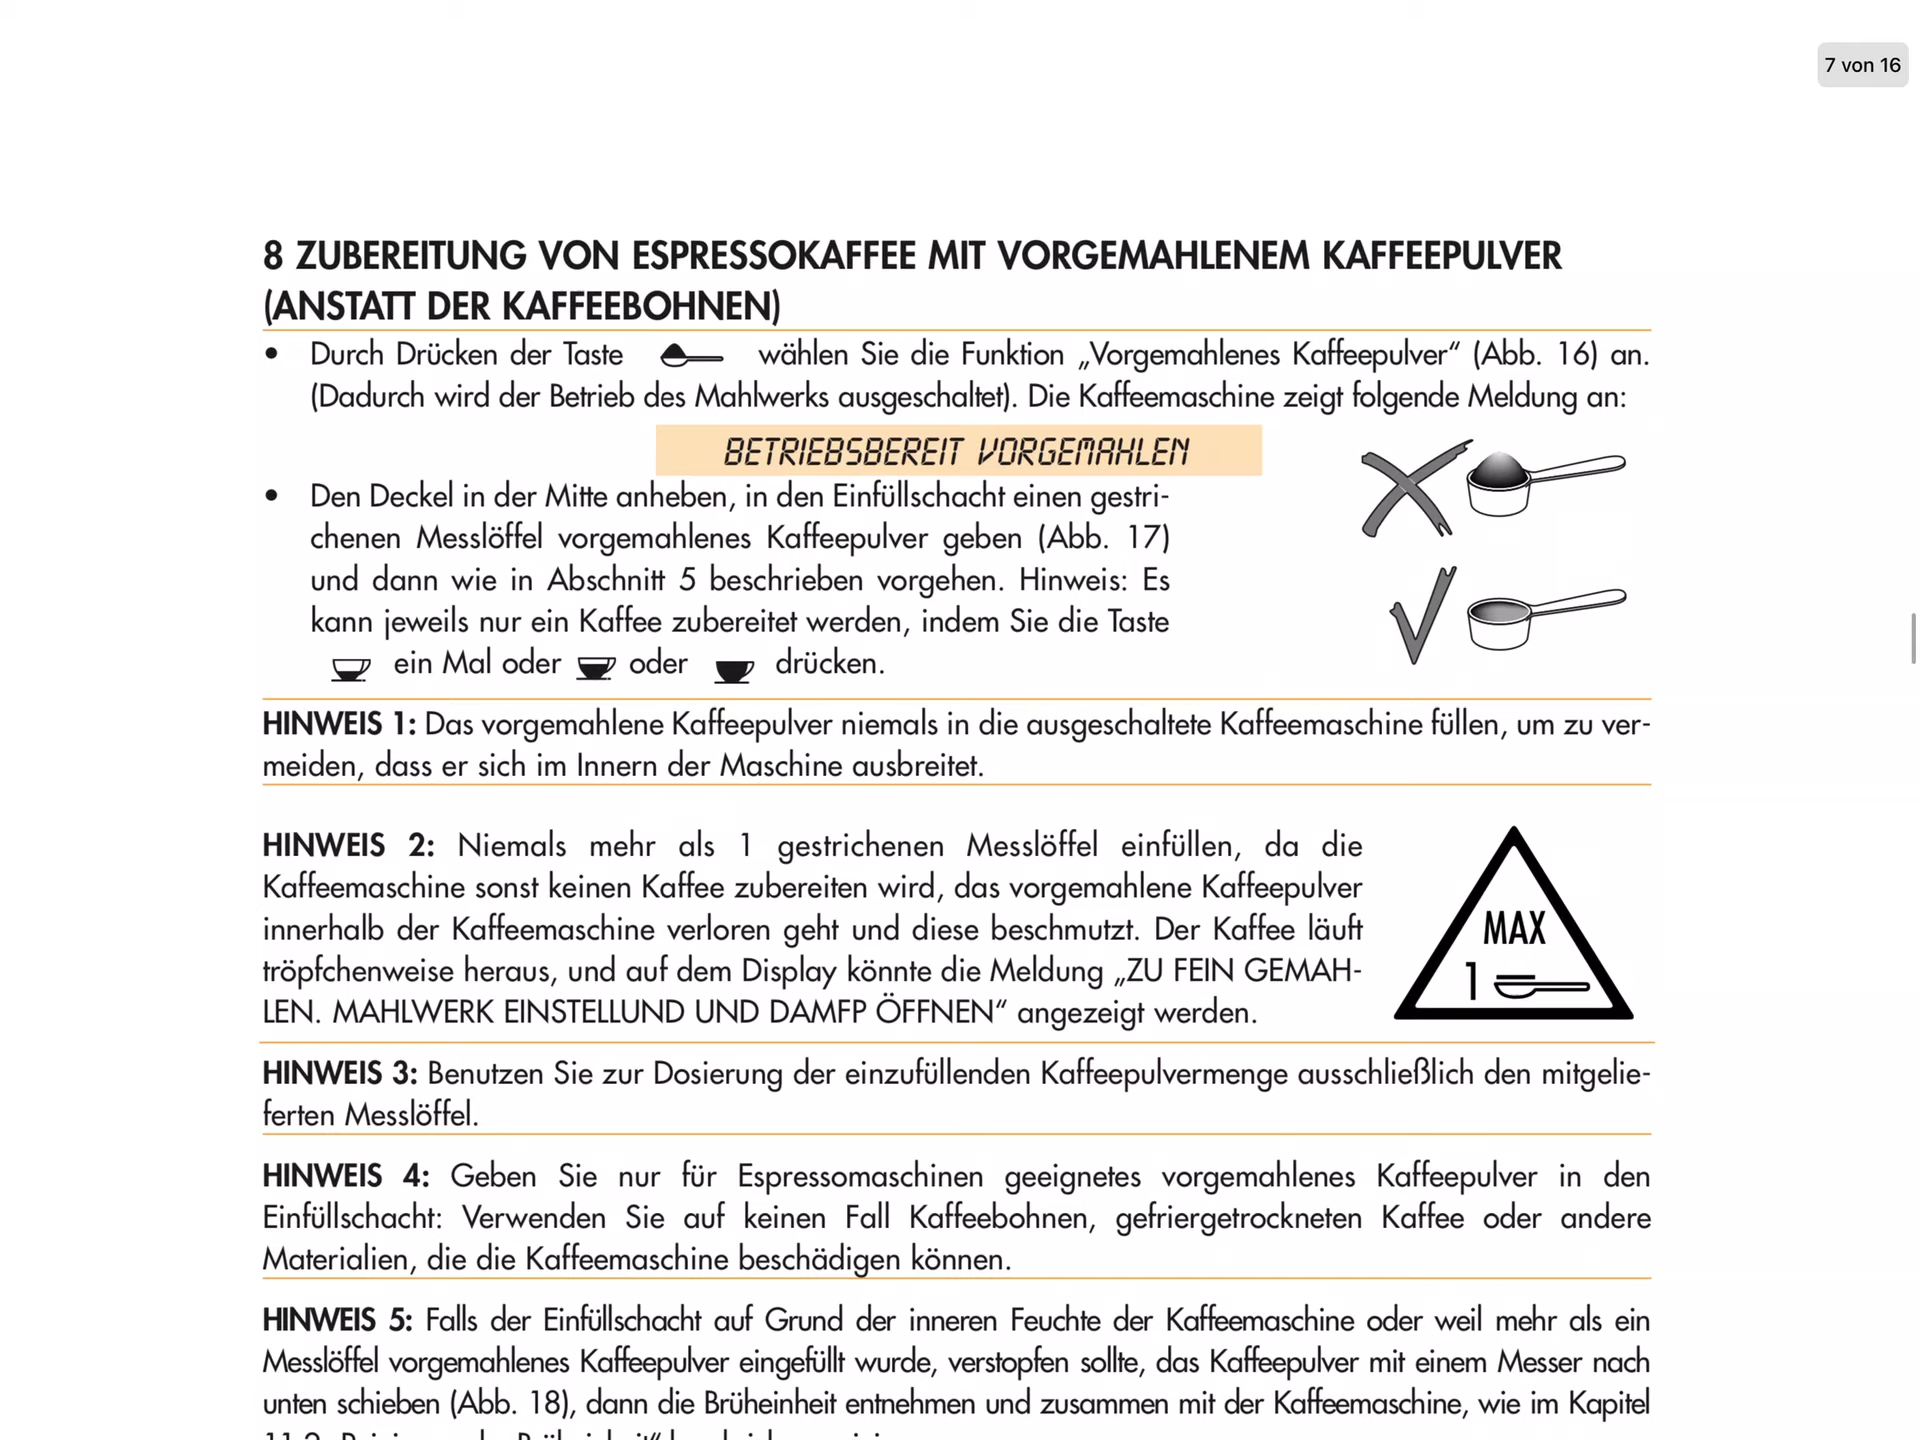 7 von 16
8 ZUBEREITUNG VON ESPRESSOKAFFEE MIT VORGEMAHLENEM KAFFEEPULVER
(ANSTATT DER KAFFEEBOHNEN)
• Durch Drücken der Taste wählen Sie die Funktion „Vorgemahlenes Kaffeepulver“ (Abb. 16) an.
(Dadurch wird der Betrieb des Mahlwerks ausgeschaltet). Die Kaffeemaschine zeigt folgende Meldung an:
BETRIEBSBEREIT VORGEMAHLEN
• Den Deckel in der Mitte anheben, in den Einfüllschacht einen gestri-
chenen Messlöffel vorgemahlenes Kaffeepulver geben (Abb. 17)
und dann wie in Abschnitt 5 beschrieben vorgehen. Hinweis: Es
kann jeweils nur ein Kaffee zubereitet werden, indem Sie die Taste
ein Mal oder oder drücken.
HINWEIS 1: Das vorgemahlene Kaffeepulver niemals in die ausgeschaltete Kaffeemaschine füllen, um zu ver-
meiden, dass er sich im Innern der Maschine ausbreitet.
HINWEIS 2: Niemals mehr als 1 gestrichenen Messlöffel einfüllen, da die
Kaffeemaschine sonst keinen Kaffee zubereiten wird, das vorgemahlene Kaffeepulver
innerhalb der Kaffeemaschine verloren geht und diese beschmutzt. Der Kaffee läuft
tröpfchenweise heraus, und auf dem Display könnte die Meldung „ZU FEIN GEMAH-
LEN. MAHLWERK EINSTELLUND UND DAMFP ÖFFNEN“ angezeigt werden.
MAX
1
HINWEIS 3: Benutzen Sie zur Dosierung der einzufüllenden Kaffeepulvermenge ausschließlich den mitgelie-
ferten Messlöffel.
HINWEIS 4: Geben Sie nur für Espressomaschinen geeignetes vorgemahlenes Kaffeepulver in den
Einfüllschacht: Verwenden Sie auf keinen Fall Kaffeebohnen, gefriergetrockneten Kaffee oder andere
Materialien, die die Kaffeemaschine beschädigen können.
HINWEIS 5: Falls der Einfüllschacht auf Grund der inneren Feuchte der Kaffeemaschine oder weil mehr als ein
Messlöffel vorgemahlenes Kaffeepulver eingefüllt wurde, verstopfen sollte, das Kaffeepulver mit einem Messer nach
unten schieben (Abb. 18), dann die Brüheinheit entnehmen und zusammen mit der Kaffeemaschine, wie im Kapitel